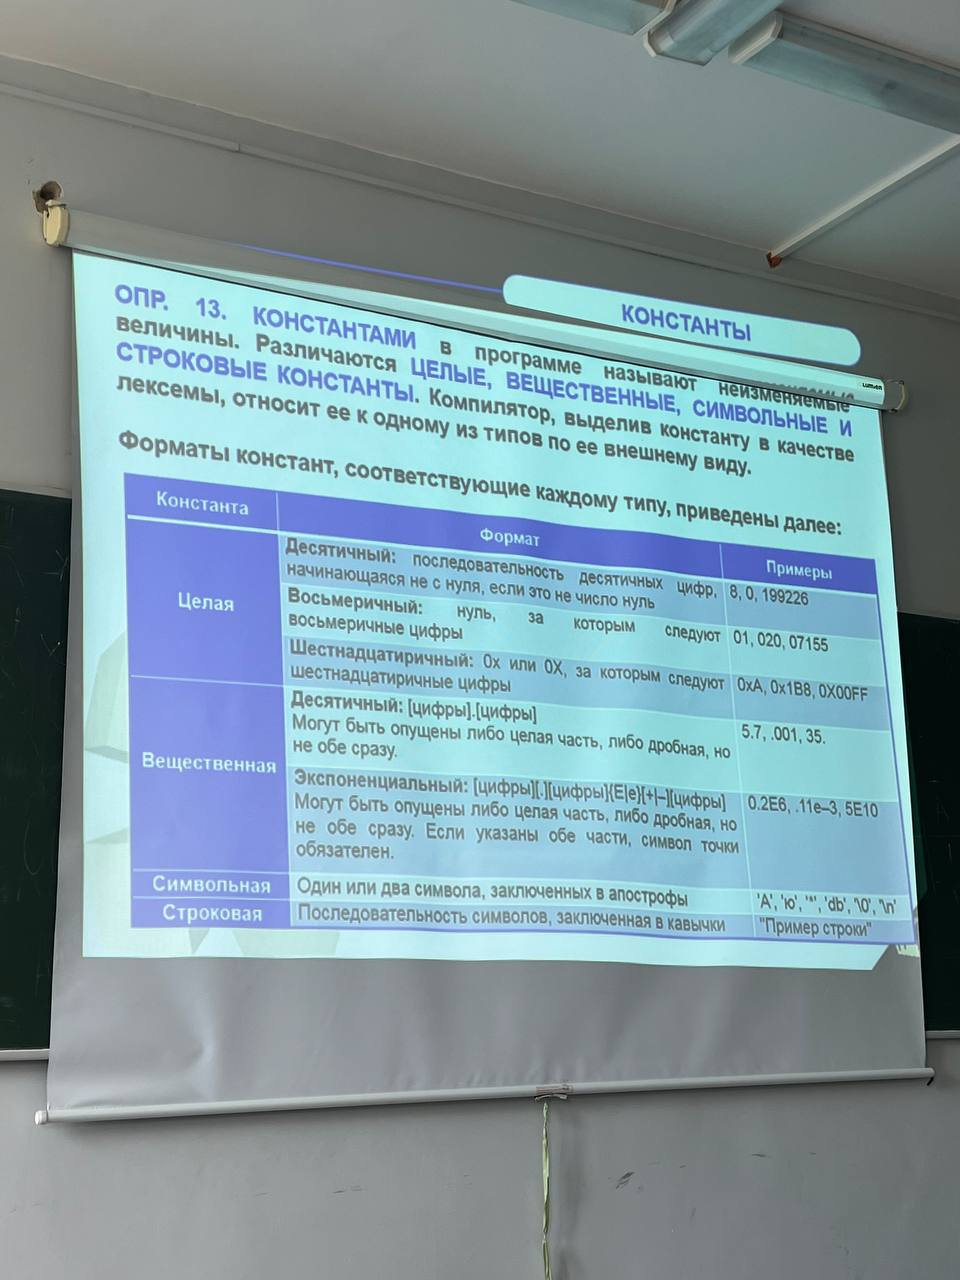 КОНСТАНТЫ
ОПР. 13. КОНСТАНТАМИ в программе называют неизменяемые
величины. Различаются ЦЕЛЫЕ, ВЕЩЕСТВЕННЫЕ, СИМВОЛЬНЫЕ И
СТРОКОВЫЕ КОНСТАНТЫ. Компилятор, выделив константу в качестве
лексемы, относит ее к одному из типов по ее внешнему виду.
Форматы констант, соответствующие каждому типу, приведены далее:
Константа
Формат
Примеры
Целая
Десятичный: последовательность десятичных цифр,
начинающаяся не с нуля, если это не число нуль
8, 0, 199226
Восьмеричный: нуль, за которым следуют
восьмеричные цифры
01, 020, 07155
Шестнадцатиричный: 0x или 0X, за которым следуют
шестнадцатиричные цифры
0xA, 0x1B8, 0X00FF
Вещественная
Десятичный: [цифры].[цифры]
Могут быть опущены либо целая часть, либо дробная, но
не обе сразу.
5.7, .001, 35.
Экспоненциальный: [цифры][.][цифры]{E|e}[+|–][цифры]
Могут быть опущены либо целая часть, либо дробная, но
не обе сразу. Если указаны обе части, символ точки
обязателен.
0.2E6, .11e–3, 5E10
Символьная
Один или два символа, заключенных в апострофы
'A', 'ю', '*', 'db', '\0', '\n'
Строковая
Последовательность символов, заключенная в кавычки
"Пример строки"